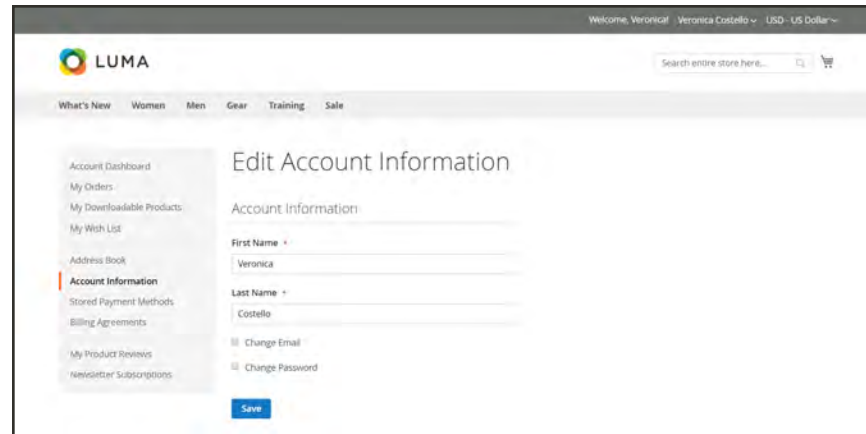 Welcome, Veronica! Veronica Costello USD - US Dollar
LUMA
Search entire store here...
What's New Women Men Gear Training Sale
Account Dashboard
My Orders
My Downloadable Products
My Wish List
Address Book
Account Information
Stored Payment Methods
Billing Agreements
My Product Reviews
Newsletter Subscriptions
Edit Account Information
Account Information
First Name *
Veronica
Last Name *
Costello
Change Email
Change Password
Save